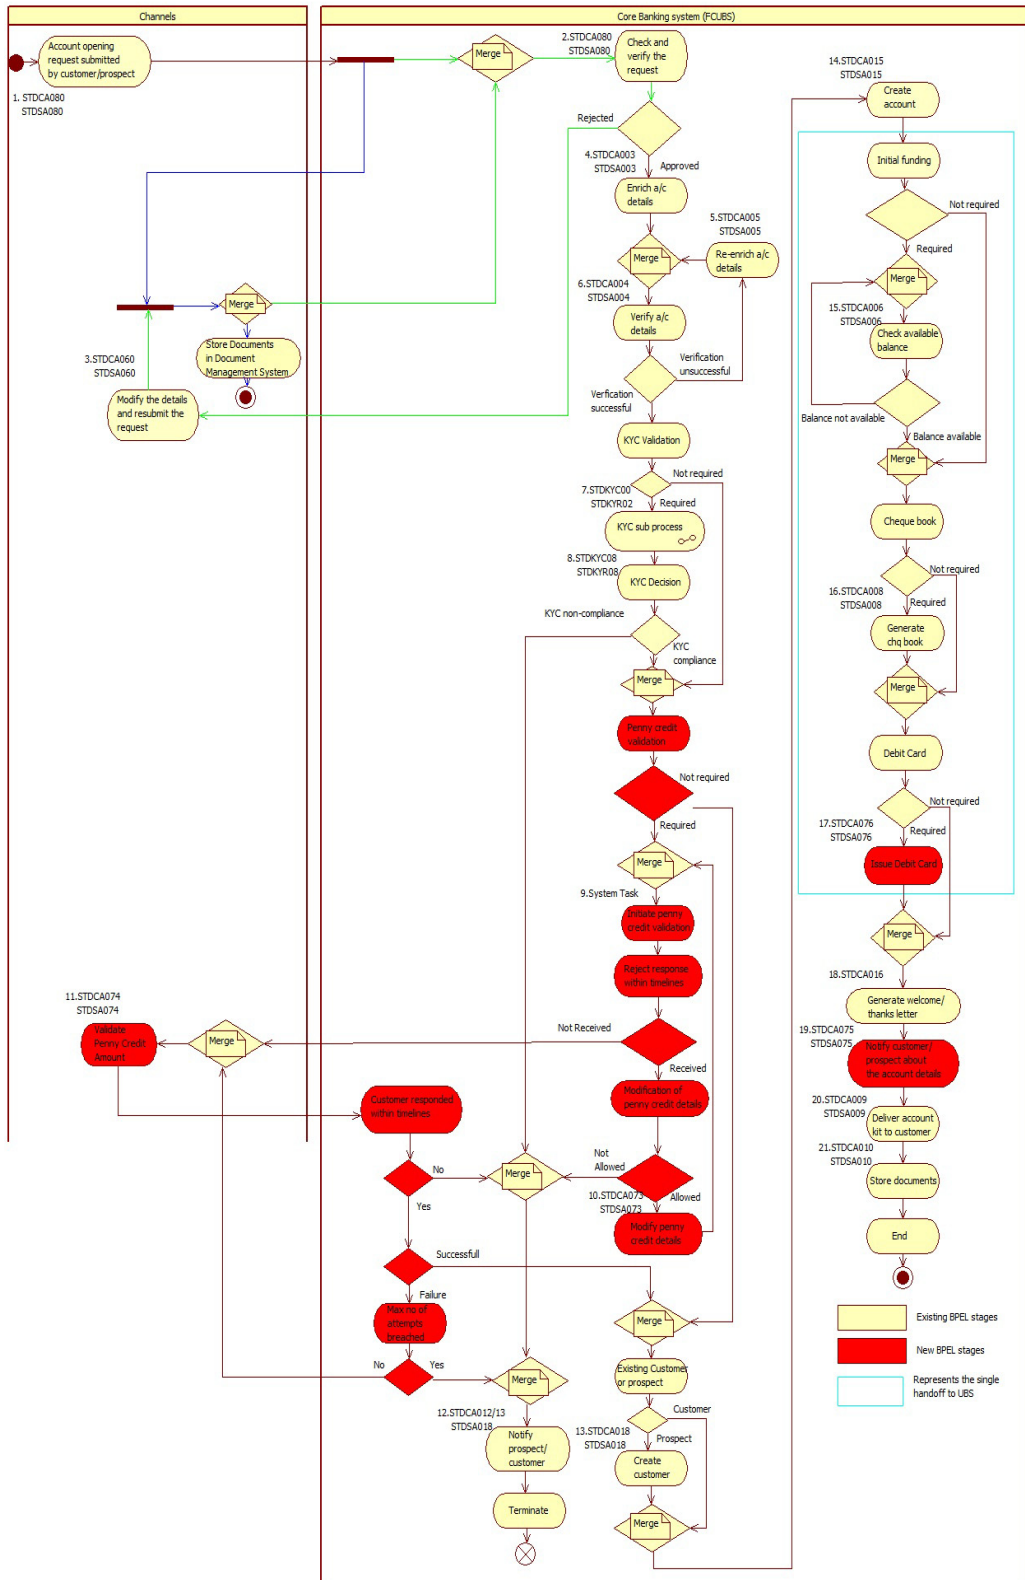 Channels
Core Banking system (FCUBS)
Account opening
request submitted
by customer/prospect
1. STDCA080
STDSA080
Merge
2.STDCA080
STDSA080
Check and
verify the
request
Rejected
Approved
4.STDCA003
STDSA003
Enrich a/c
details
5.STDCA005
STDSA005
Re-enrich a/c
details
Merge
6.STDCA004
STDSA004
Verify a/c
details
Verification
unsuccessful
Verfication
successful
Merge
Store Documents
in Document
Management System
3.STDCA060
STDSA060
Modify the details
and resubmit the
request
KYC Validation
Not required
7.STDKYC00
STDKYR02
Required
KYC sub process
8.STDKYC08
STDKYR08
KYC Decision
KYC non-compliance
KYC
compliance
Merge
Penny credit
validation
Not required
Required
Merge
9.System Task
Initiate penny
credit validation
Reject response
within timelines
Not Received
Received
Modification of
penny credit details
Not
Allowed
Allowed
10.STDCA073
STDSA073
Modify penny
credit details
11.STDCA074
STDSA074
Validate
Penny Credit
Amount
Merge
Customer responded
within timelines
No
Yes
Merge
Successfull
Failure
Max no of
attempts
breached
No
Yes
Merge
12.STDCA012/13
STDSA018
Notify
prospect/
customer
Terminate
Merge
Existing Customer
or prospect
Customer
Prospect
13.STDCA018
STDSA018
Create
customer
Merge
14.STDCA015
STDSA015
Create
account
Initial funding
Not required
Required
Merge
15.STDCA006
STDSA006
Check available
balance
Balance not available
Balance available
Merge
Cheque book
Not required
16.STDCA008
STDSA008
Required
Generate
chq book
Merge
Debit Card
Not required
17.STDCA076
STDSA076
Required
Issue Debit Card
Merge
18.STDCA016
Generate welcome/
thanks letter
19.STDCA075
STDSA075
Notify customer/
prospect about
the account details
20.STDCA009
STDSA009
Deliver account
kit to customer
21.STDCA010
STDSA010
Store documents
End
Existing BPEL stages
New BPEL stages
Represents the single
handoff to UBS